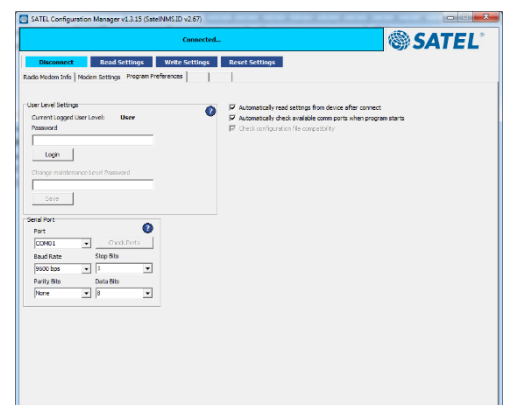 SATEL Configuration Manager v1.3.15 (SatelNMS.ID v2.67)
Connected...
SATEL
Disconnect Read Settings Write Settings Reset Settings
Radio Modem Info Modem Settings Program Preferences
User Level Settings
Current Logged User Level: User
Password
Login
Change maintenance Level Password
Save
Automatically read settings from device after connect
Automatically check available comm ports when program starts
Check configuration file compatibility
Serial Port
Port
COM01 Check Ports
Baud Rate Stop Bits
9600 bps 1
Parity Bits Data Bits
None 8